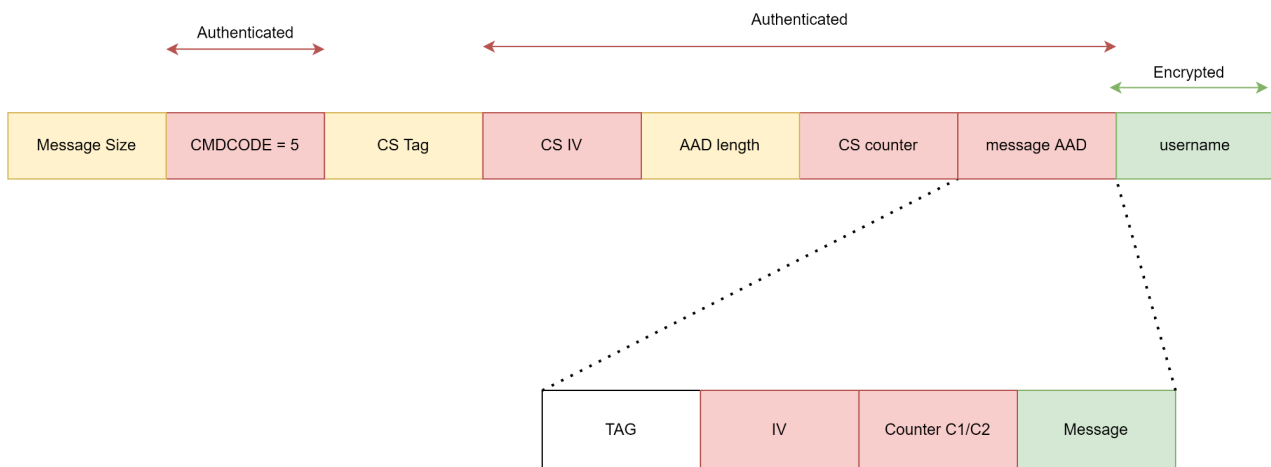 Authenticated
Authenticated
Encrypted
Message Size
CMDCODE = 5
CS Tag
CS IV
AAD length
CS counter
message AAD
username
TAG
IV
Counter C1/C2
Message